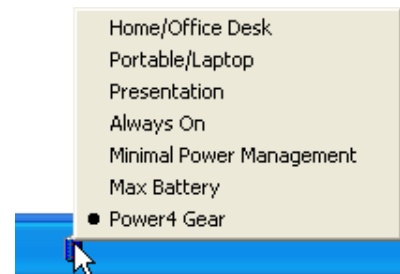 Home/Office Desk
Portable/Laptop
Presentation
Always On
Minimal Power Management
Max Battery
Power4 Gear